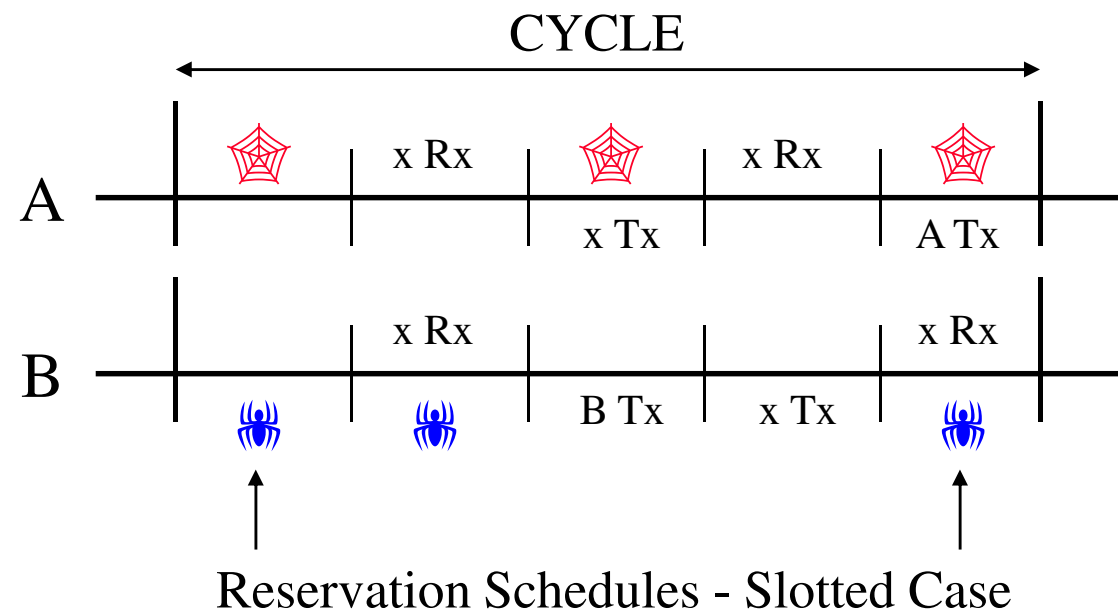 CYCLE
x Rx x Rx
A
x Tx A Tx
x Rx x Rx
B
B Tx x Tx
Reservation Schedules - Slotted Case